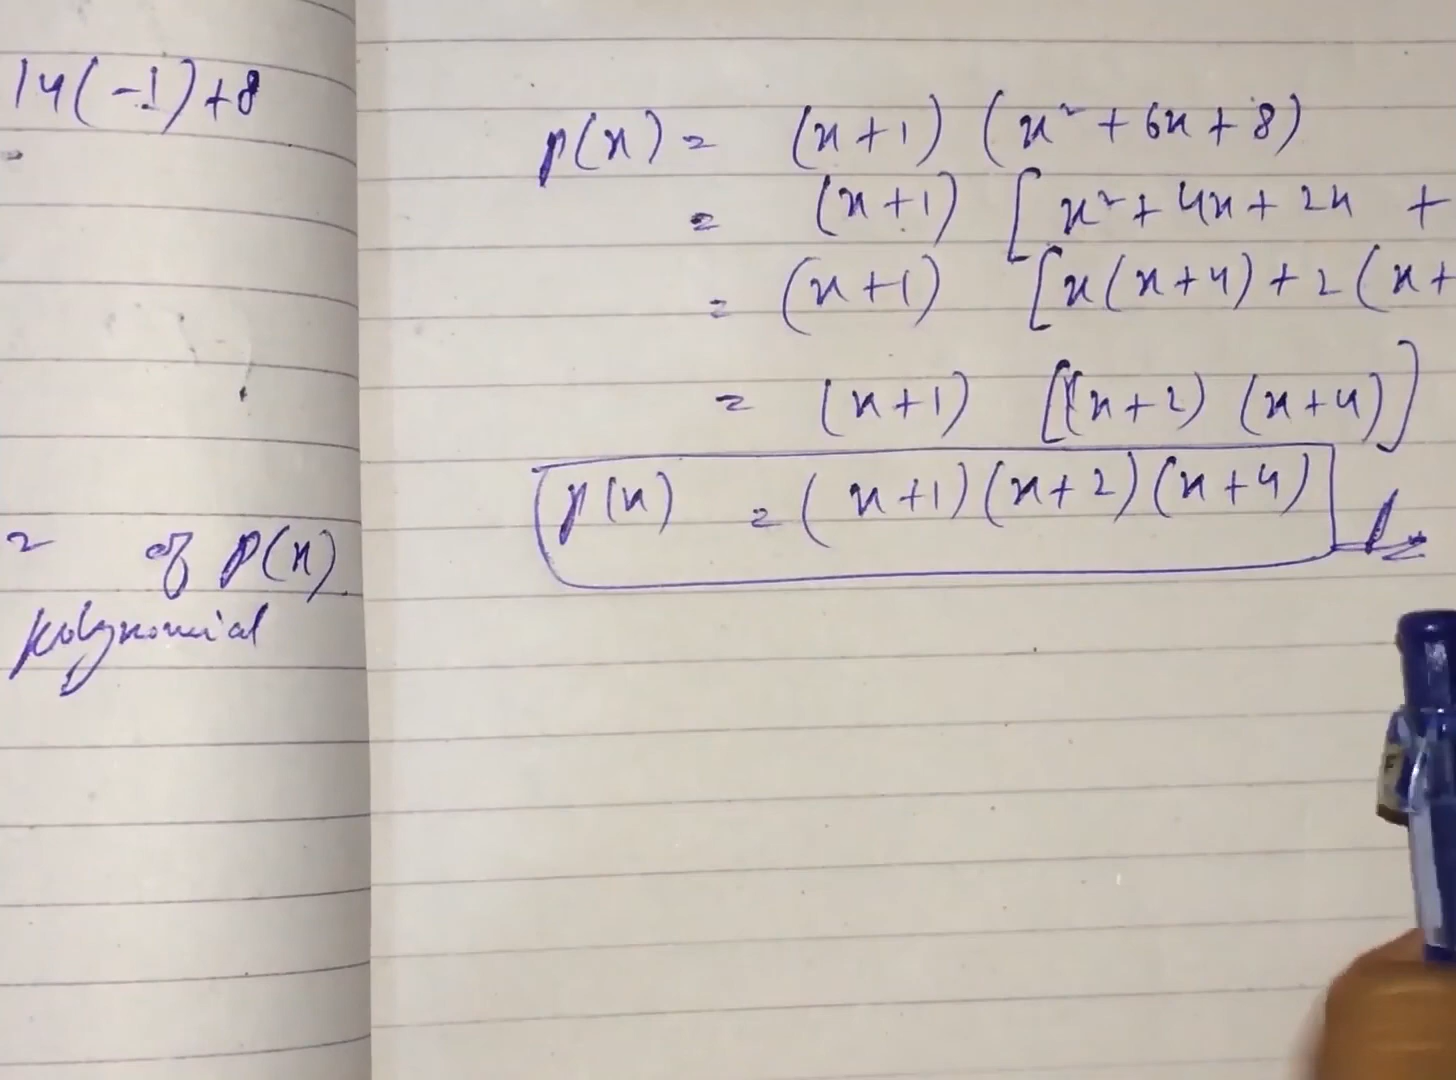 14(-1)+8
=
= of P(x)
polynomial
p(x) = (x+1) (x² + 6x + 8)
= (x+1) [x² + 4x + 2x +
= (x+1) [x(x+4) + 2(x+
= (x+1) [(x+2) (x+4)]
p(x) = (x+1)(x+2)(x+4)